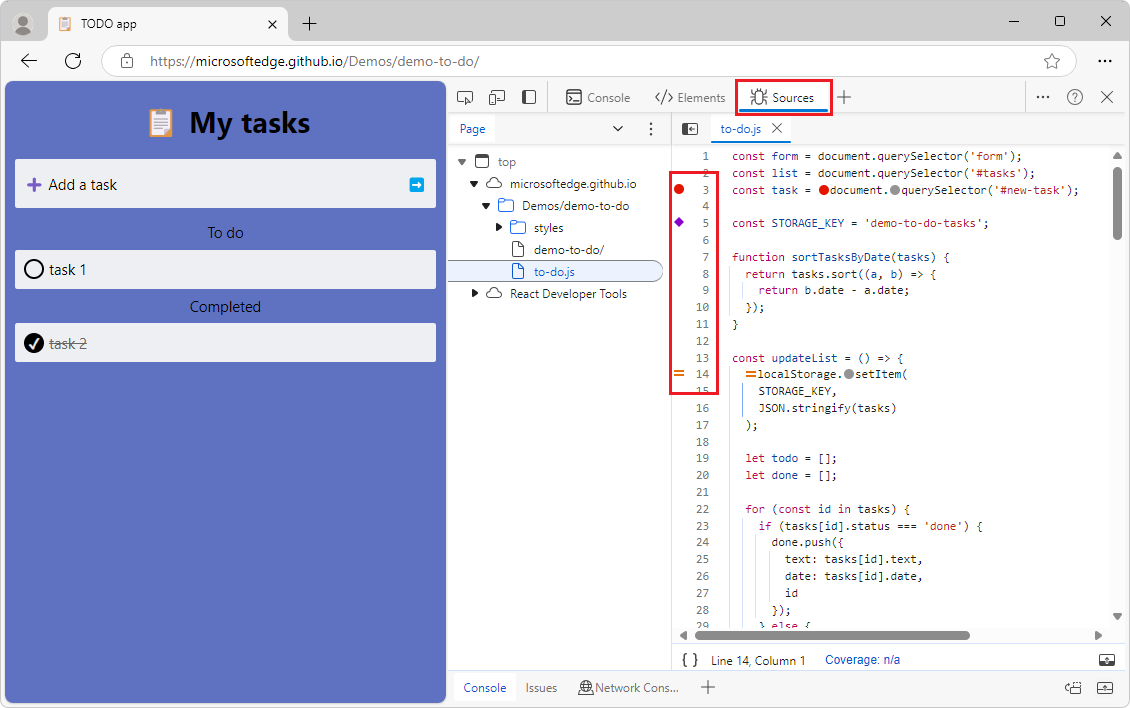 TODO app
https://microsoftedge.github.io/Demos/demo-to-do/
My tasks
Add a task
To do
task 1
Completed
task 2
Console
Elements
Sources
Page
to-do.js
top
microsoftedge.github.io
Demos/demo-to-do
styles
demo-to-do/
to-do.js
React Developer Tools
1 const form = document.querySelector('form');
2 const list = document.querySelector('#tasks');
3 const task = document.querySelector('#new-task');
4
5 const STORAGE_KEY = 'demo-to-do-tasks';
6
7 function sortTasksByDate(tasks) {
8 return tasks.sort((a, b) => {
9 return b.date - a.date;
10 });
11 }
12
13 const updateList = () => {
14 localStorage.setItem(
15 STORAGE_KEY,
16 JSON.stringify(tasks)
17 );
18
19 let todo = [];
20 let done = [];
21
22 for (const id in tasks) {
23 if (tasks[id].status === 'done') {
24 done.push({
25 text: tasks[id].text,
26 date: tasks[id].date,
27 id
28 });
29 } else {
{ } Line 14, Column 1 Coverage: n/a
Console Issues Network Cons...